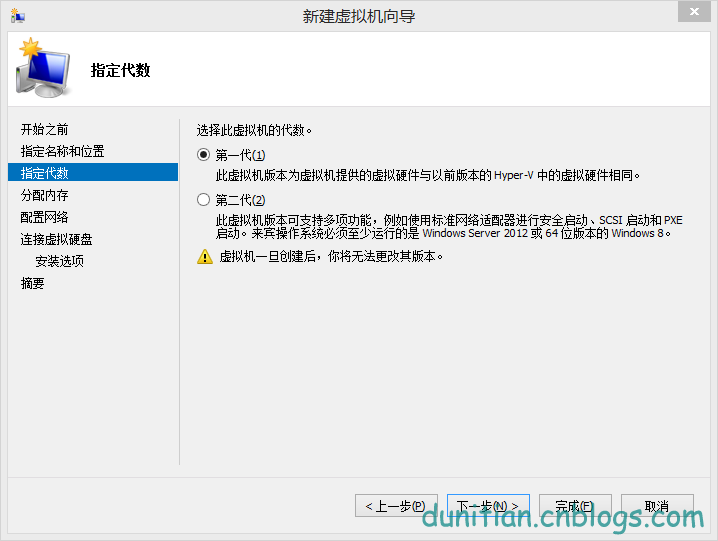 新建虚拟机向导
指定代数
开始之前
指定名称和位置
指定代数
分配内存
配置网络
连接虚拟硬盘
安装选项
摘要
选择此虚拟机的代数。
第一代(1)
此虚拟机版本为虚拟机提供的虚拟硬件与以前版本的 Hyper-V 中的虚拟硬件相同。
第二代(2)
此虚拟机版本可支持多项功能，例如使用标准网络适配器进行安全启动、SCSI 启动和 PXE
启动。来宾操作系统必须至少运行的是 Windows Server 2012 或 64 位版本的 Windows 8。
虚拟机一旦创建后，你将无法更改其版本。
< 上一步(P)
下一步(N) >
完成(F)
取消
dunitian.cnblogs.com